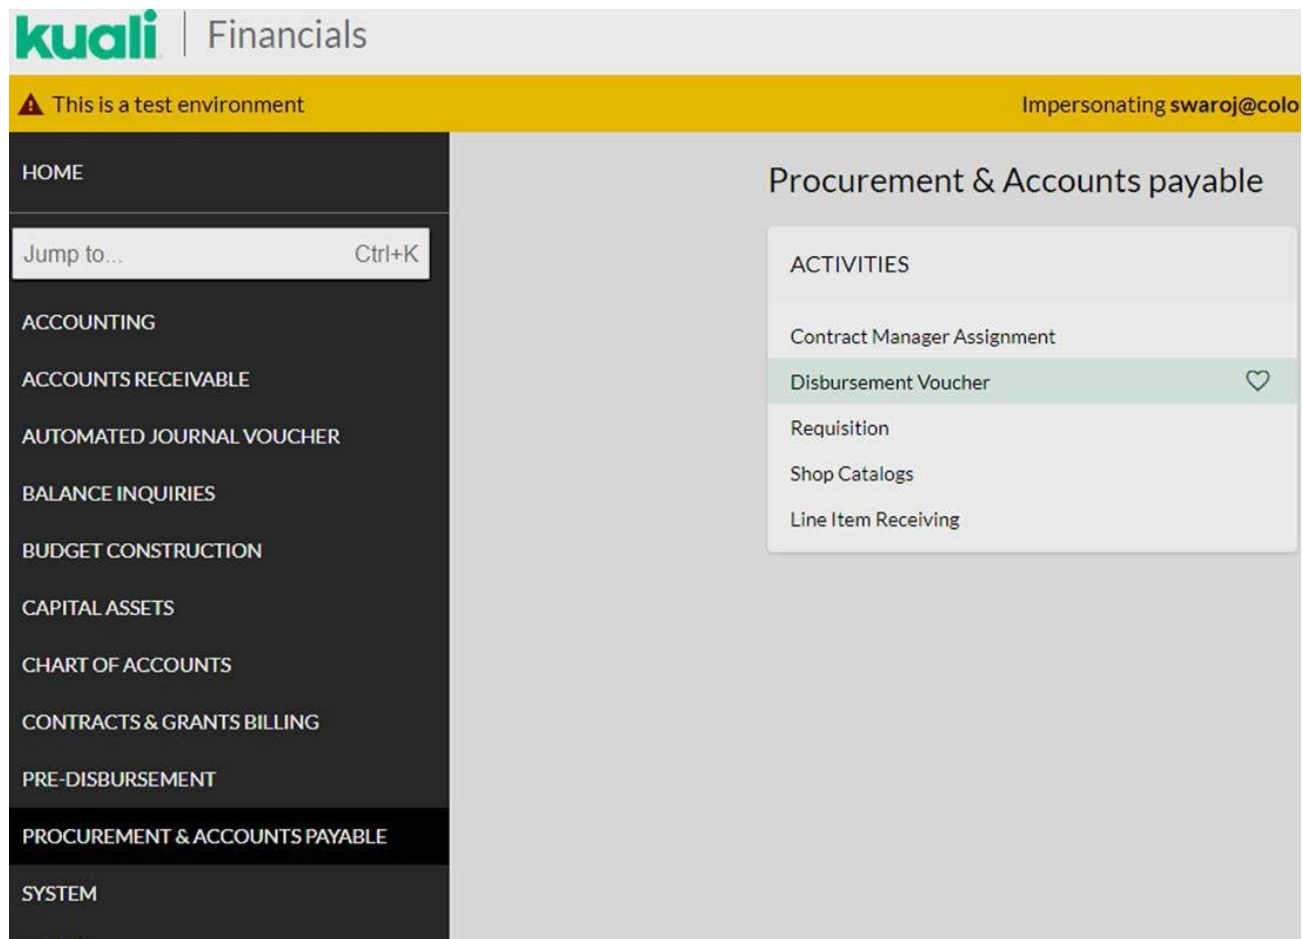 kuali | Financials
This is a test environment
Impersonating swaroj@colo
HOME
Jump to... Ctrl+K
ACCOUNTING
ACCOUNTS RECEIVABLE
AUTOMATED JOURNAL VOUCHER
BALANCE INQUIRIES
BUDGET CONSTRUCTION
CAPITAL ASSETS
CHART OF ACCOUNTS
CONTRACTS & GRANTS BILLING
PRE-DISBURSEMENT
PROCUREMENT & ACCOUNTS PAYABLE
SYSTEM
Procurement & Accounts payable
ACTIVITIES
Contract Manager Assignment
Disbursement Voucher
Requisition
Shop Catalogs
Line Item Receiving